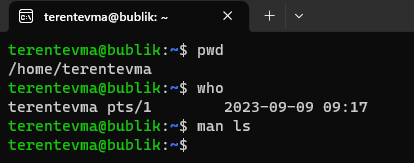 terentevma@bublik: ~
terentevma@bublik:~$ pwd
/home/terentevma
terentevma@bublik:~$ who
terentevma pts/1        2023-09-09 09:17
terentevma@bublik:~$ man ls
terentevma@bublik:~$